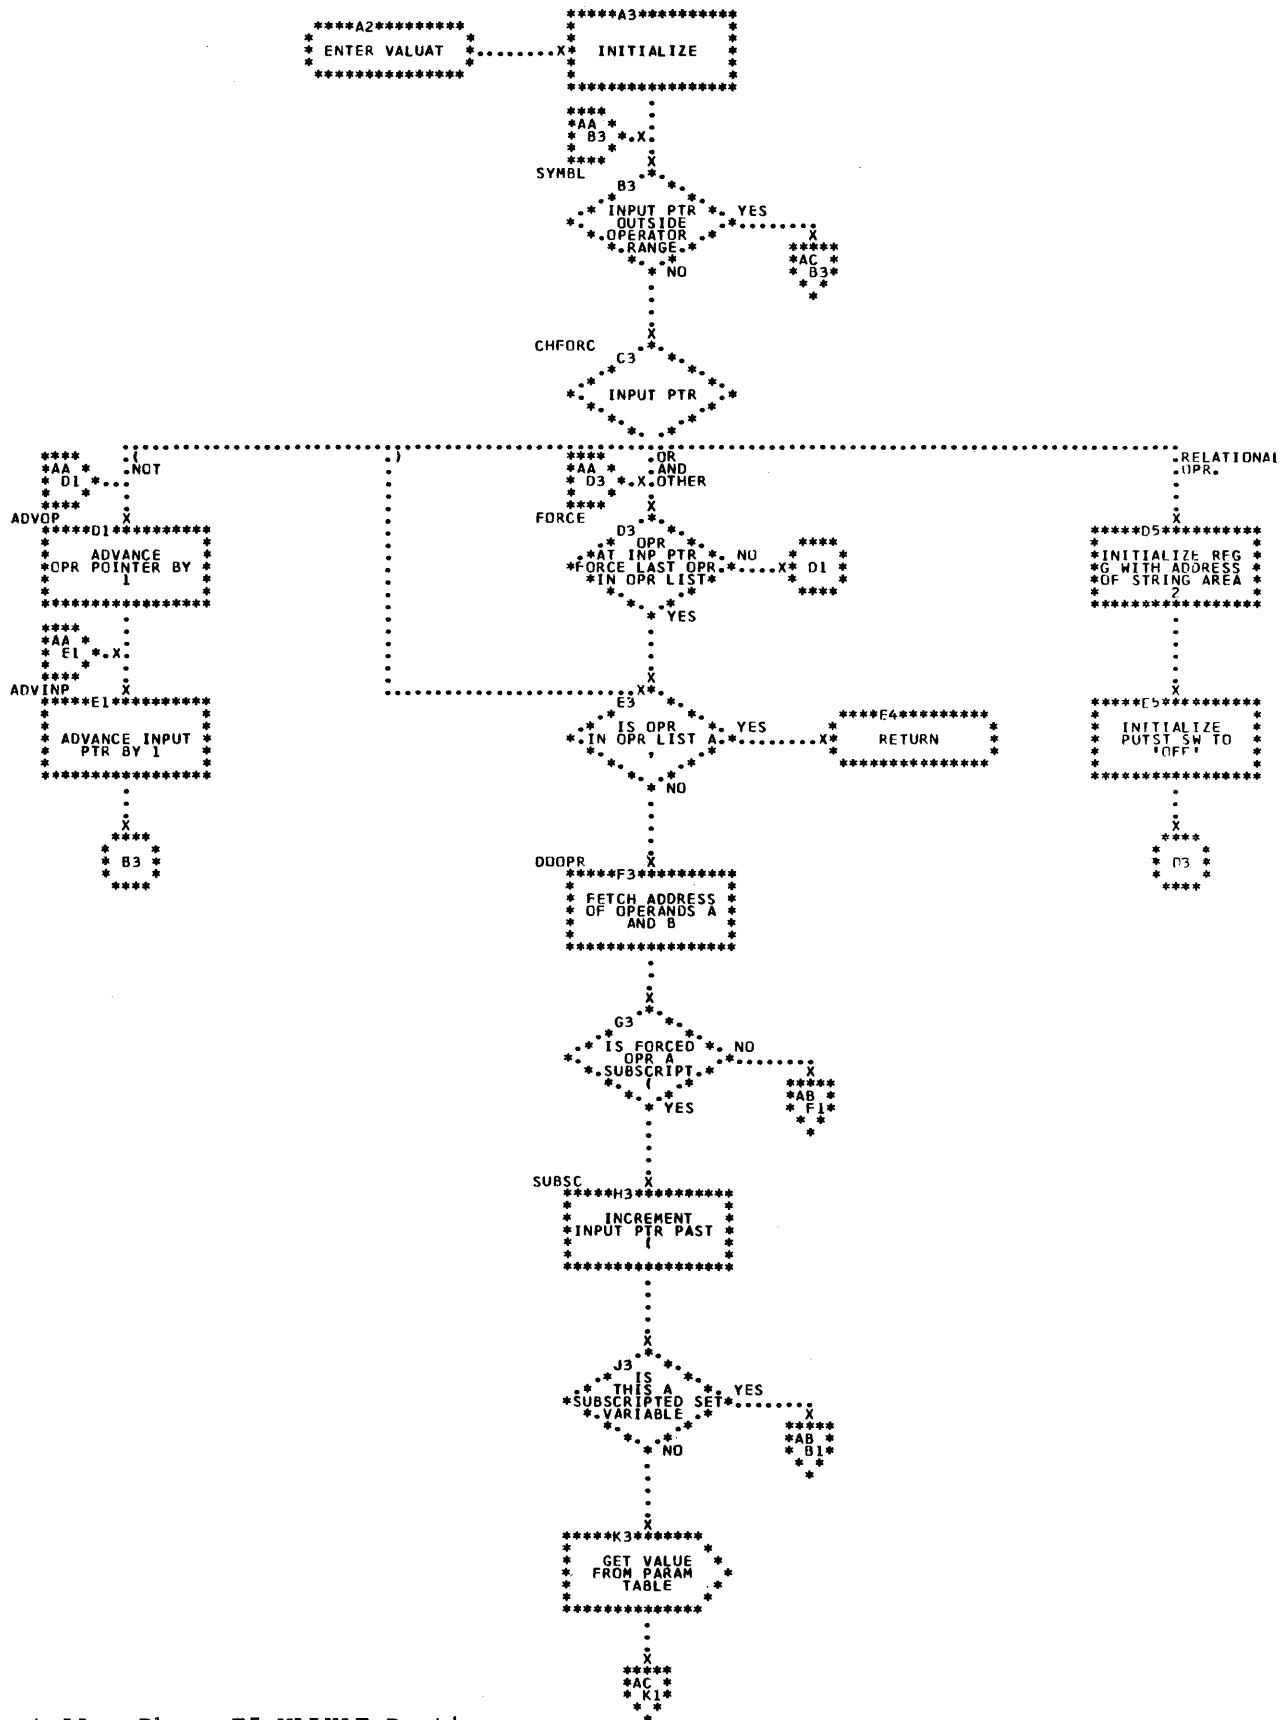 A2
ENTER VALUAT
A3
INITIALIZE
AA
B3
SYMBL
B3
INPUT PTR
OUTSIDE
OPERATOR
RANGE
YES
NO
AC
B3
CHFORC
C3
INPUT PTR
(
NOT
)
OR
AND
OTHER
RELATIONAL
OPR.
AA
D1
ADVOP
D1
ADVANCE
OPR POINTER BY
1
AA
D3
FORCE
D3
OPR
AT INP PTR
FORCE LAST OPR
IN OPR LIST
NO
D1
YES
D5
INITIALIZE REG
G WITH ADDRESS
OF STRING AREA
2
AA
E1
ADVINP
E1
ADVANCE INPUT
PTR BY 1
B3
E3
IS OPR
IN OPR LIST A
,
YES
NO
E4
RETURN
E5
INITIALIZE
PUTST SW TO
'OFF'
D3
DOOPR
F3
FETCH ADDRESS
OF OPERANDS A
AND B
G3
IS FORCED
OPR A
SUBSCRIPT
(
NO
YES
AB
F1
SUBSC
H3
INCREMENT
INPUT PTR PAST
(
J3
IS
THIS A
SUBSCRIPTED SET
VARIABLE
YES
NO
AB
B1
K3
GET VALUE
FROM PARAM
TABLE
AC
K1